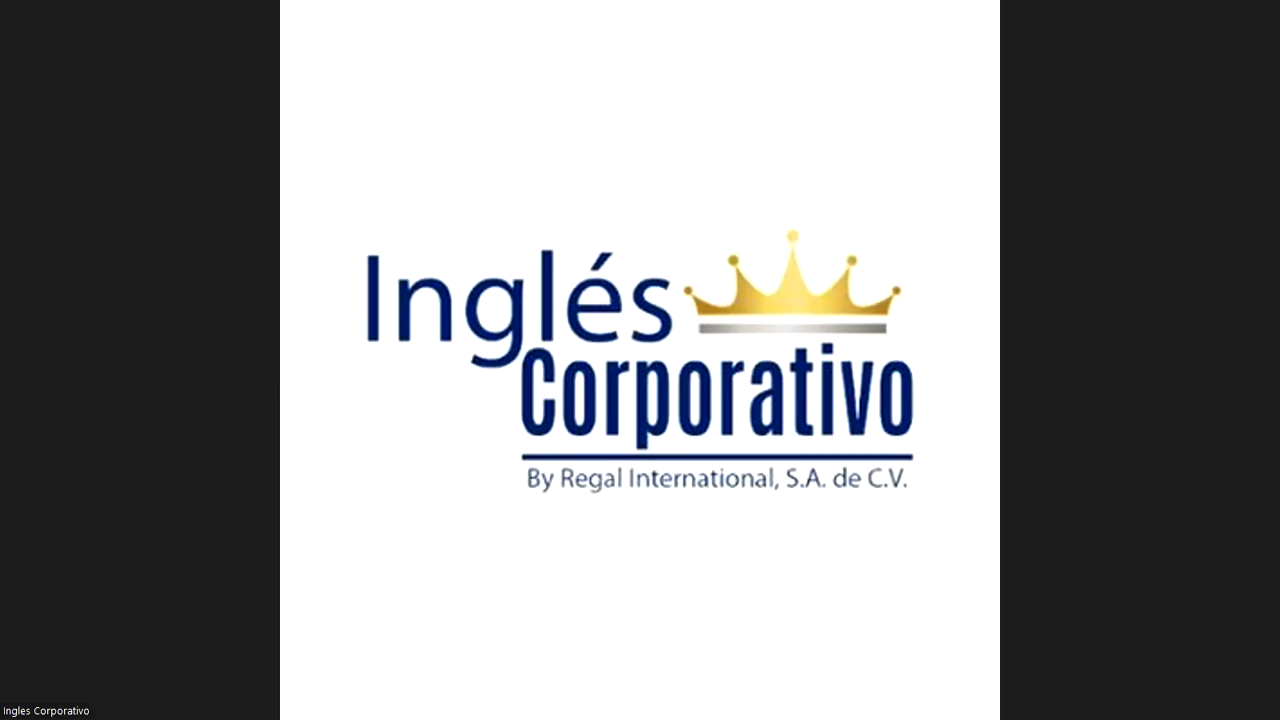 Inglés
Corporativo
By Regal International, S.A. de C.V.
Ingles Corporativo